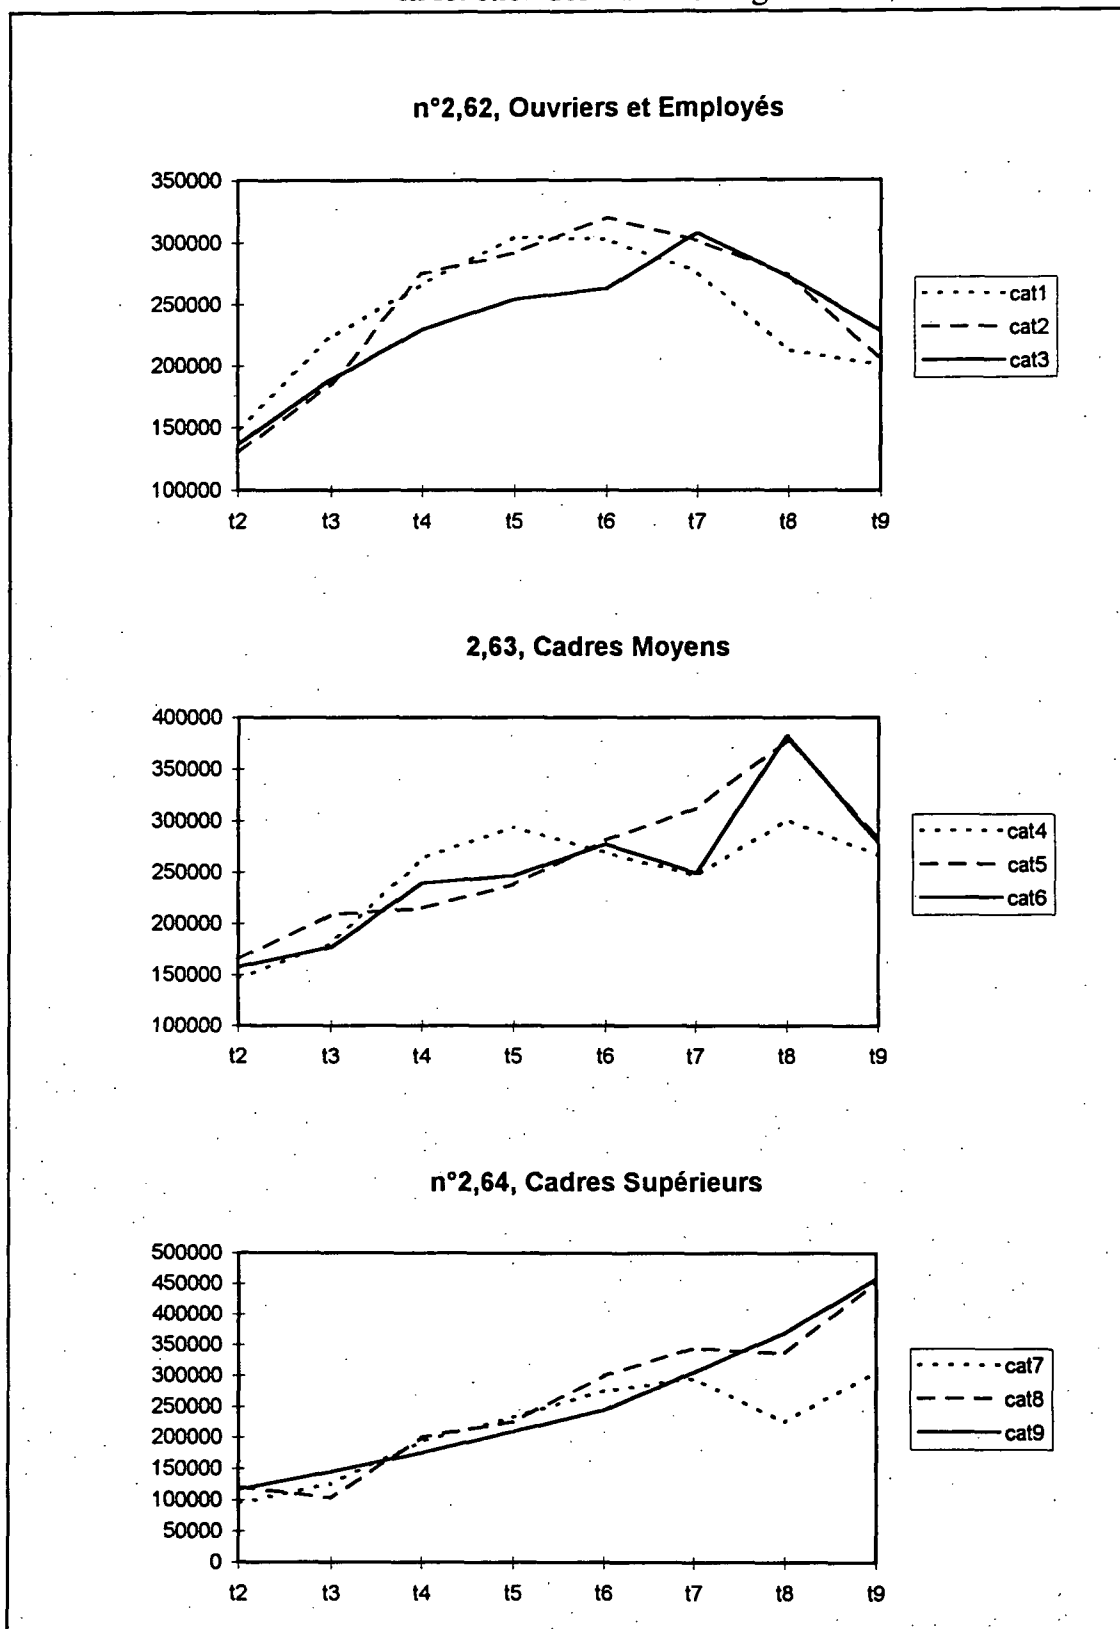 n°2,62, Ouvriers et Employés
350000
300000
250000
200000
150000
100000
t2 t3 t4 t5 t6 t7 t8 t9
cat1
cat2
cat3
2,63, Cadres Moyens
400000
350000
300000
250000
200000
150000
100000
t2 t3 t4 t5 t6 t7 t8 t9
cat4
cat5
cat6
n°2,64, Cadres Supérieurs
500000
450000
400000
350000
300000
250000
200000
150000
100000
50000
0
t2 t3 t4 t5 t6 t7 t8 t9
cat7
cat8
cat9